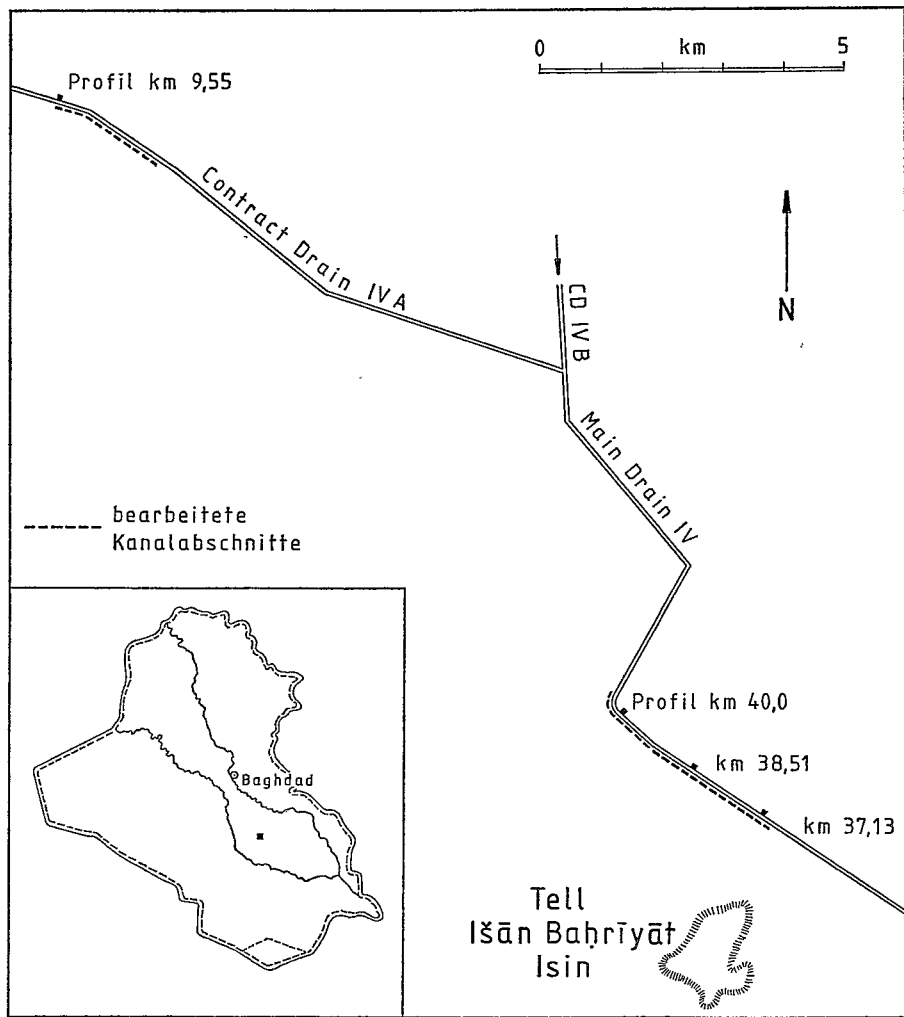 0 km 5
Profil km 9,55
Contract Drain IV A
CD IV B
N
Main Drain IV
bearbeitete
Kanalabschnitte
Profil km 40,0
km 38,51
km 37,13
Baghdad
Tell
Išān Baḥrīyāt
Isin